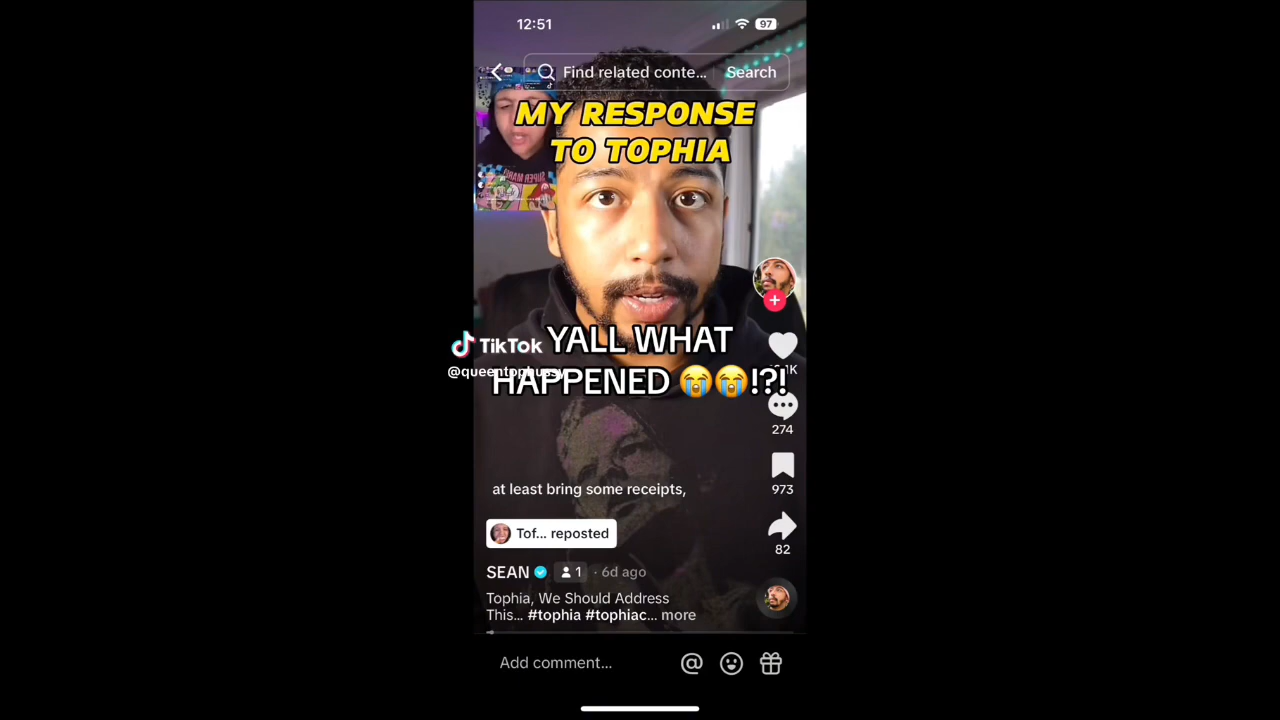 12:51
97
Find related conte...
Search
MY RESPONSE
TO TOPHIA
SUPER MAR
YALL WHAT
HAPPENED 😭😭!?!
TikTok
274
at least bring some receipts,
973
Tof... reposted
82
SEAN
1 · 6d ago
Tophia, We Should Address
This... #tophia #tophiac... more
Add comment...